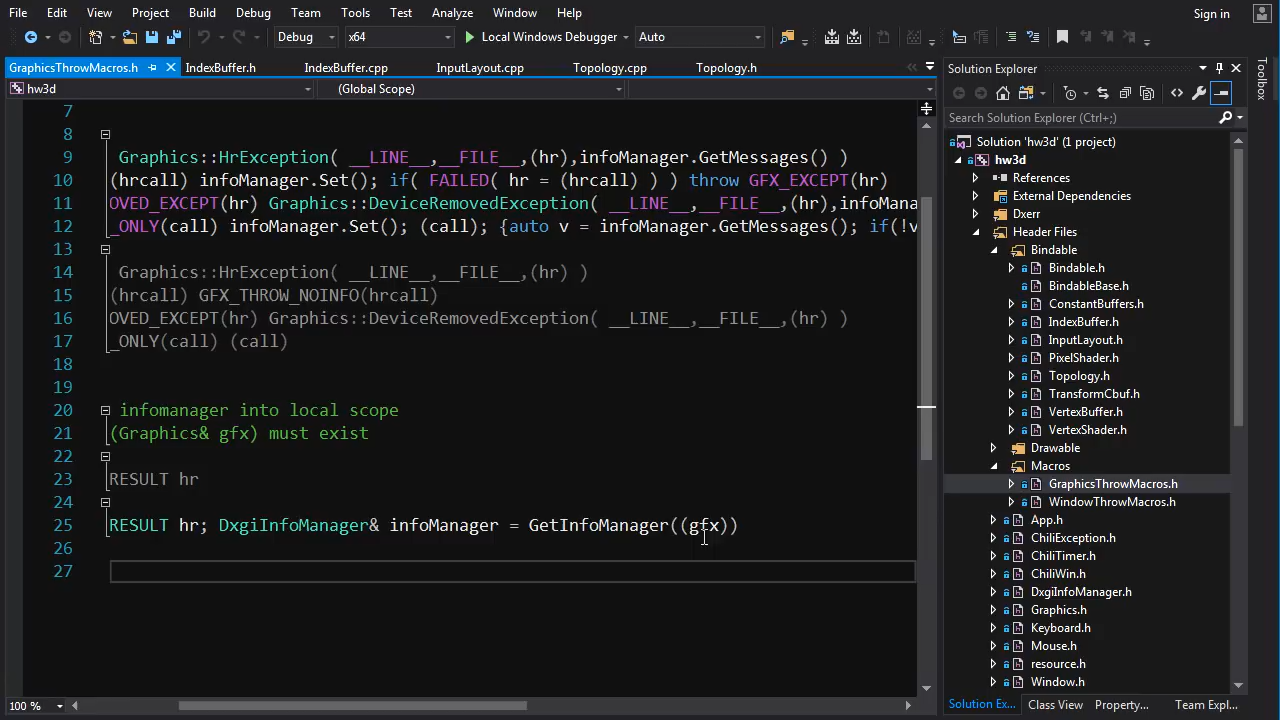 File Edit View Project Build Debug Team Tools Test Analyze Window Help Sign in
Debug x64 Local Windows Debugger Auto
GraphicsThrowMacros.h IndexBuffer.h IndexBuffer.cpp InputLayout.cpp Topology.cpp Topology.h
hw3d (Global Scope)
7
8
9 Graphics::HrException( __LINE__,__FILE__,(hr),infoManager.GetMessages() )
10 (hrcall) infoManager.Set(); if( FAILED( hr = (hrcall) ) ) throw GFX_EXCEPT(hr)
11 OVED_EXCEPT(hr) Graphics::DeviceRemovedException( __LINE__,__FILE__,(hr),infoMana
12 _ONLY(call) infoManager.Set(); (call); {auto v = infoManager.GetMessages(); if(!v
13
14 Graphics::HrException( __LINE__,__FILE__,(hr) )
15 (hrcall) GFX_THROW_NOINFO(hrcall)
16 OVED_EXCEPT(hr) Graphics::DeviceRemovedException( __LINE__,__FILE__,(hr) )
17 _ONLY(call) (call)
18
19
20 infomanager into local scope
21 (Graphics& gfx) must exist
22
23 RESULT hr
24
25 RESULT hr; DxgiInfoManager& infoManager = GetInfoManager((gfx))
26
27
100 %
Solution Explorer
Search Solution Explorer (Ctrl+;)
Solution 'hw3d' (1 project)
hw3d
References
External Dependencies
Dxerr
Header Files
Bindable
Bindable.h
BindableBase.h
ConstantBuffers.h
IndexBuffer.h
InputLayout.h
PixelShader.h
Topology.h
TransformCbuf.h
VertexBuffer.h
VertexShader.h
Drawable
Macros
GraphicsThrowMacros.h
WindowThrowMacros.h
App.h
ChiliException.h
ChiliTimer.h
ChiliWin.h
DxgiInfoManager.h
Graphics.h
Keyboard.h
Mouse.h
resource.h
Window.h
Solution Ex... Class View Property... Team Expl...
Toolbox